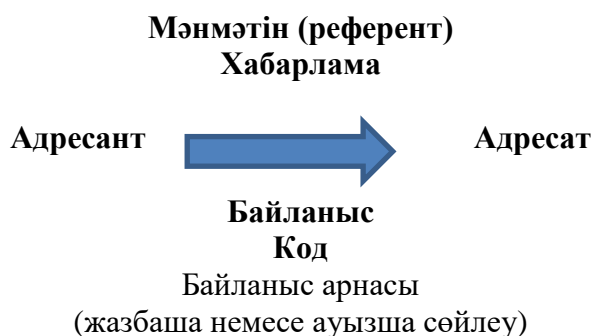 Мәнмәтін (референт)
Хабарлама
Адресант
Адресат
Байланыс
Код
Байланыс арнасы
(жазбаша немесе ауызша сөйлеу)